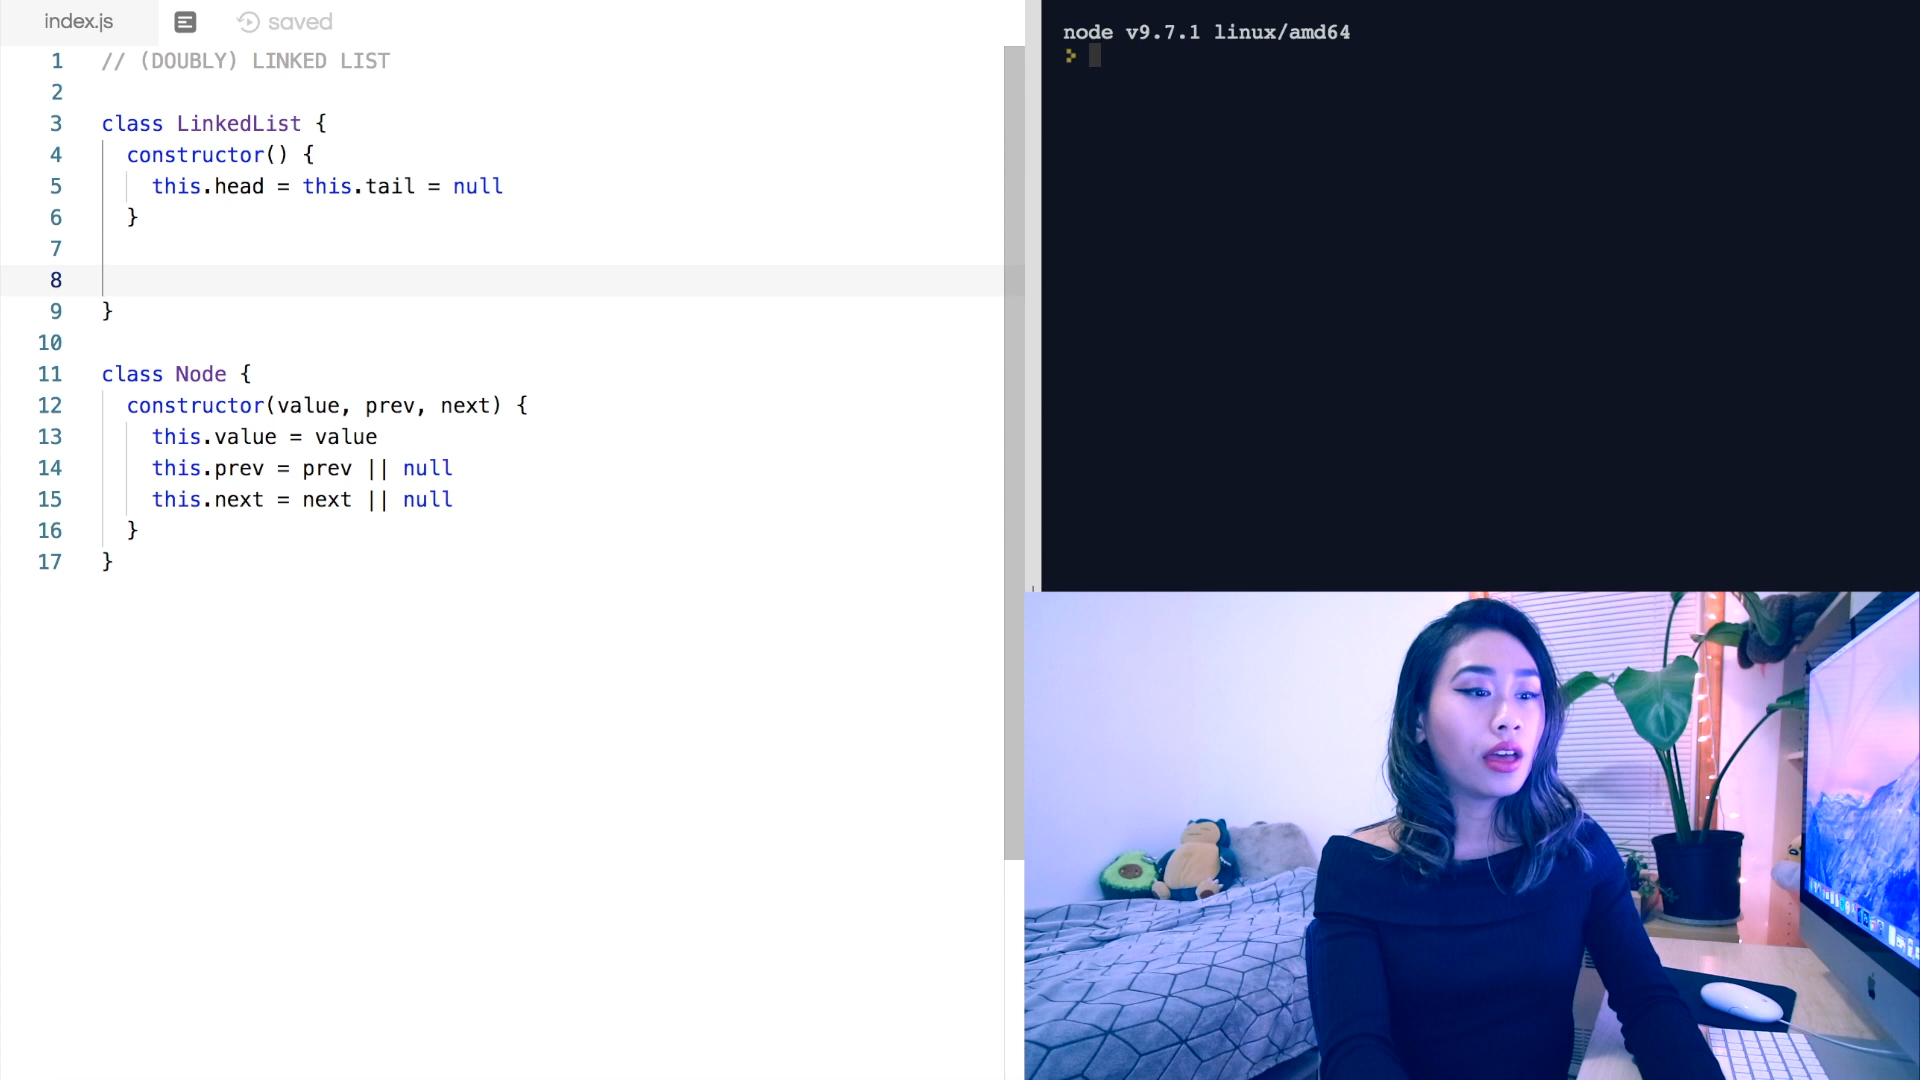 index.js saved
1 // (DOUBLY) LINKED LIST
2
3 class LinkedList {
4 constructor() {
5 this.head = this.tail = null
6 }
7
8
9 }
10
11 class Node {
12 constructor(value, prev, next) {
13 this.value = value
14 this.prev = prev || null
15 this.next = next || null
16 }
17 }
node v9.7.1 linux/amd64